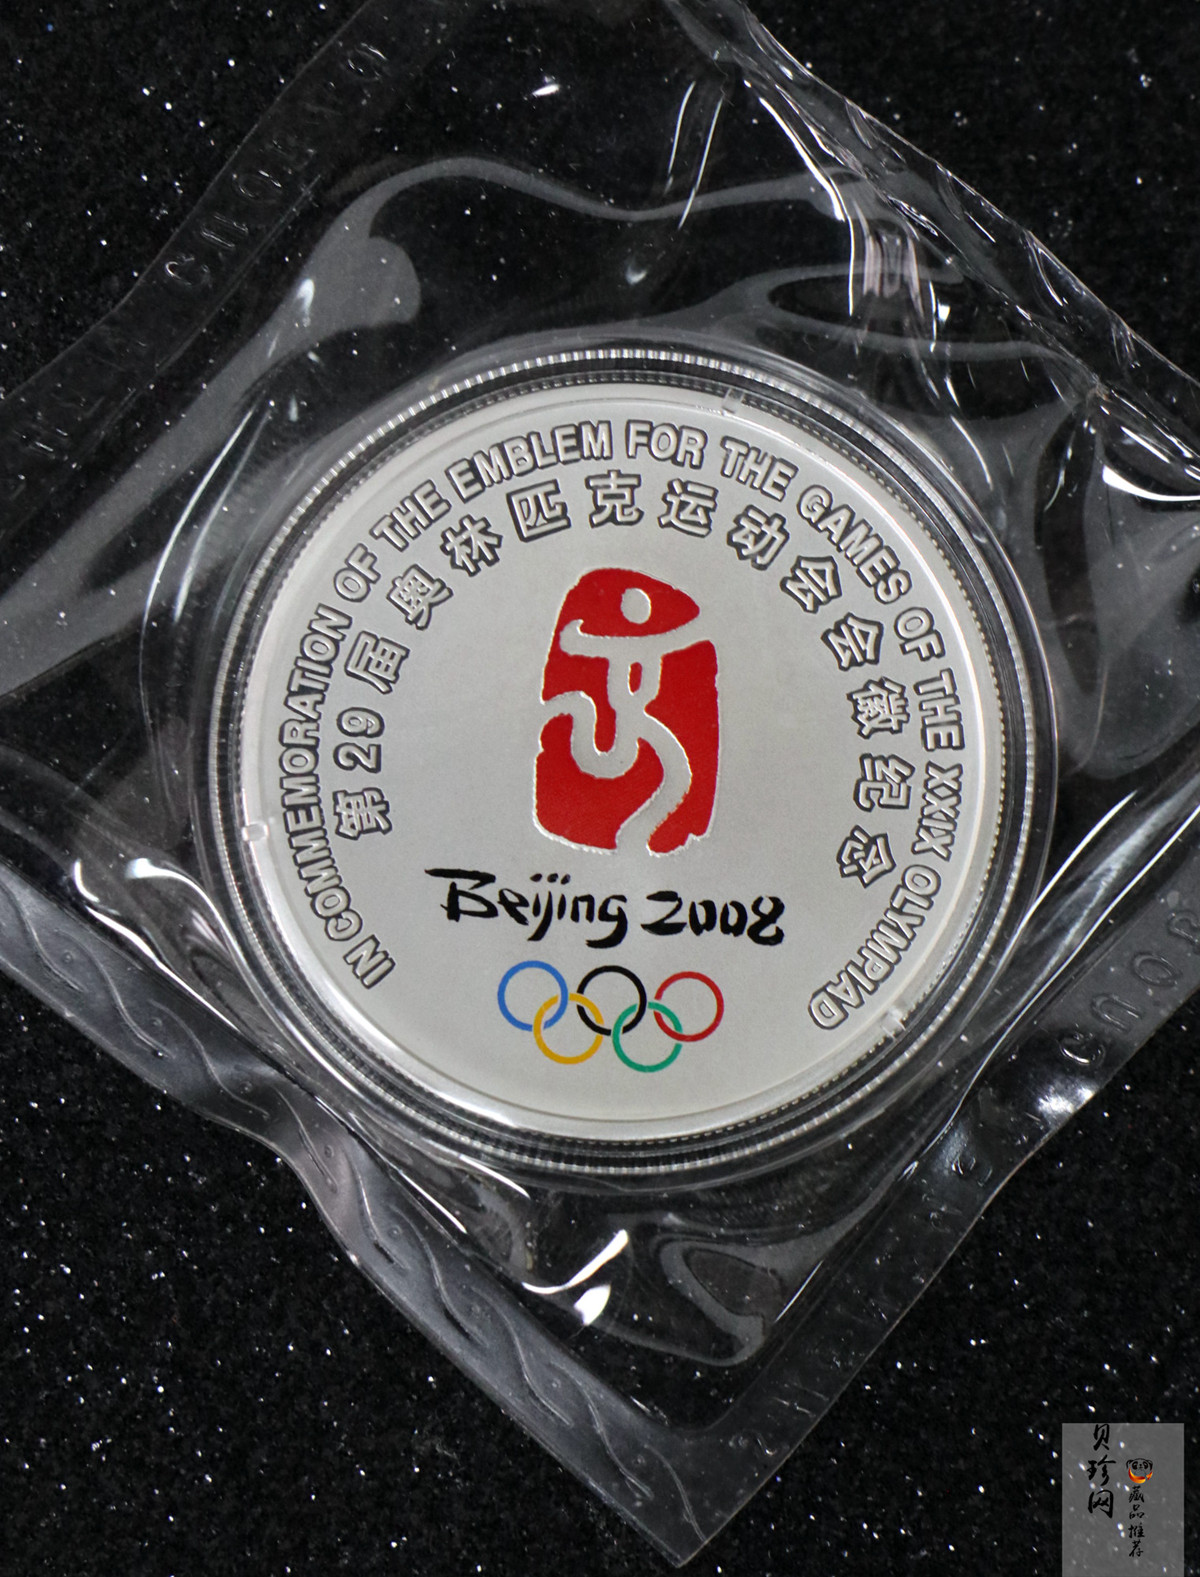 IN COMMEMORATION OF THE EMBLEM FOR THE GAMES OF THE XXIX OLYMPIAD
第29届奥林匹克运动会会徽纪念
Beijing 2008
贝珍网
藏品推荐